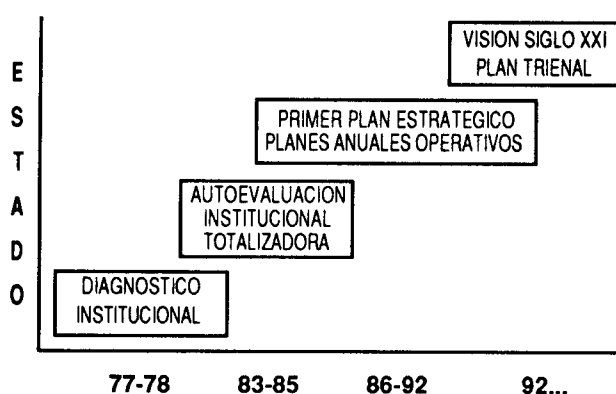 VISION SIGLO XXI
PLAN TRIENAL
PRIMER PLAN ESTRATEGICO
PLANES ANUALES OPERATIVOS
AUTOEVALUACION
INSTITUCIONAL
TOTALIZADORA
DIAGNOSTICO
INSTITUCIONAL
ESTADO
77-78 83-85 86-92 92...